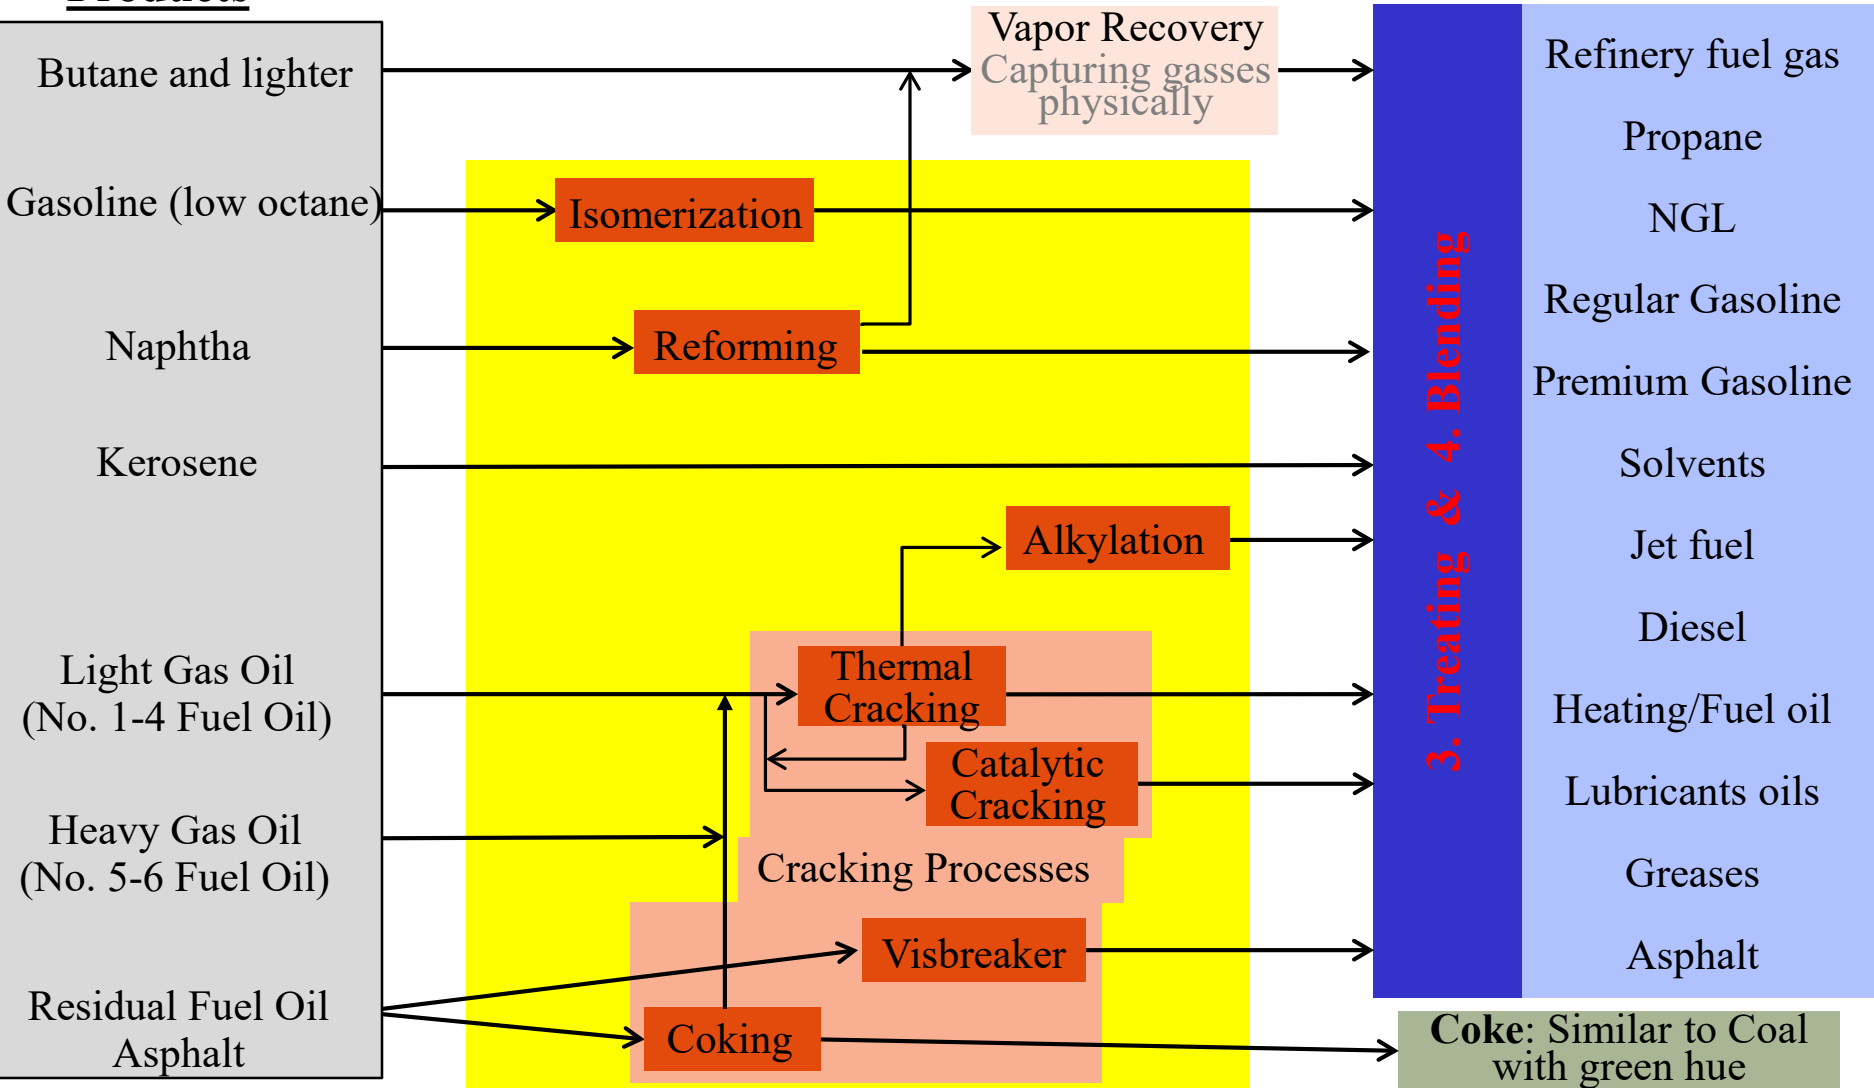 Products
Butane and lighter
Gasoline (low octane)
Naphtha
Kerosene
Light Gas Oil
(No. 1-4 Fuel Oil)
Heavy Gas Oil
(No. 5-6 Fuel Oil)
Residual Fuel Oil
Asphalt
Vapor Recovery
Capturing gasses
physically
Isomerization
Reforming
Alkylation
Thermal
Cracking
Catalytic
Cracking
Cracking Processes
Visbreaker
Coking
3. Treating & 4. Blending
Refinery fuel gas
Propane
NGL
Regular Gasoline
Premium Gasoline
Solvents
Jet fuel
Diesel
Heating/Fuel oil
Lubricants oils
Greases
Asphalt
Coke: Similar to Coal
with green hue